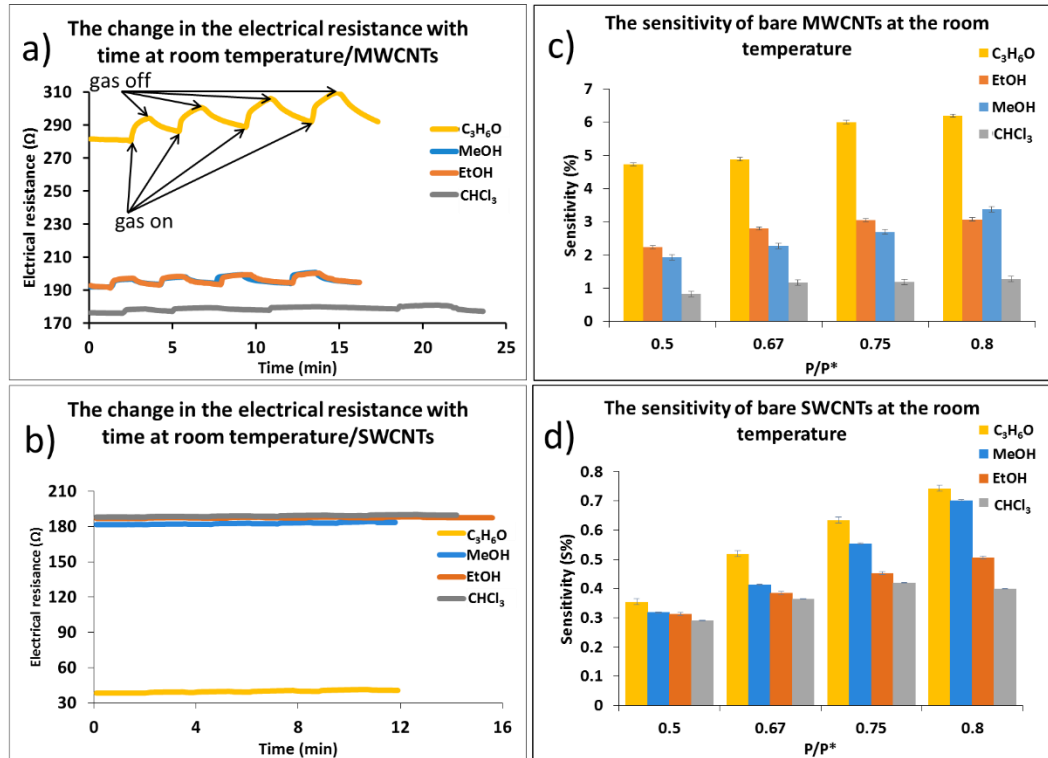 a)
The change in the electrical resistance with
time at room temperature/MWCNTs
gas off
gas on
310
290
270
250
230
210
190
170
Elctrical resistance (Ω)
0
5
10
15
20
25
Time (min)
C₃H₆O
MeOH
EtOH
CHCl₃
c)
The sensitivity of bare MWCNTs at the room
temperature
C₃H₆O
EtOH
MeOH
CHCl₃
7
6
5
4
3
2
1
0
Sensitivity (%)
0.5
0.67
0.75
0.8
P/P*
b)
The change in the electrical resistance with
time at room temperature/SWCNTs
210
180
150
120
90
60
30
Electrical resisance (Ω)
0
4
8
12
16
Time (min)
C₃H₆O
MeOH
EtOH
CHCl₃
d)
The sensitivity of bare SWCNTs at the room
temperature
C₃H₆O
MeOH
EtOH
CHCl₃
0.8
0.7
0.6
0.5
0.4
0.3
0.2
0.1
0
Sensitivity (S%)
0.5
0.67
0.75
0.8
P/P*